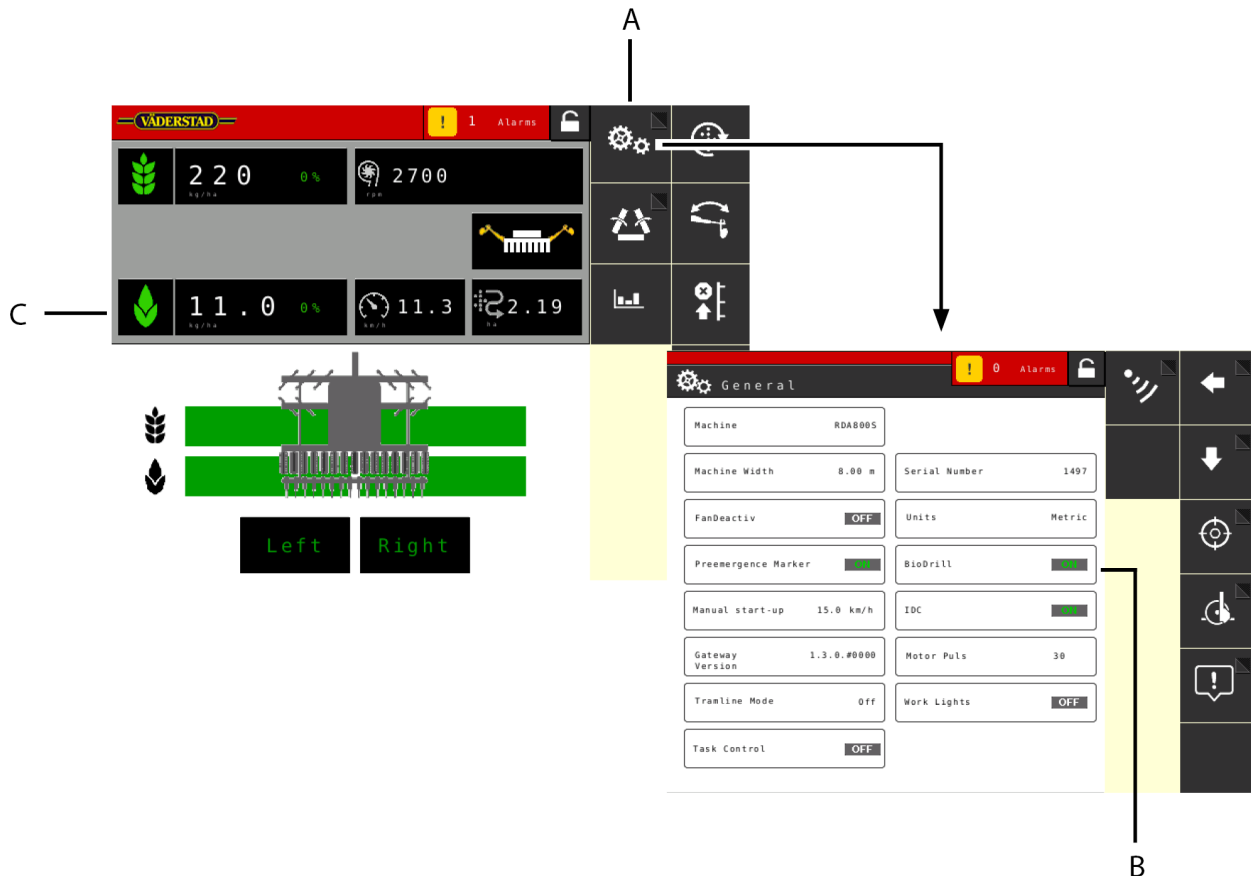 A
VÄDERSTAD
! 1 Alarms
220 0%
kg/ha
2700
rpm
C
11.0 0%
kg/ha
11.3
km/h
2.19
ha
Left Right
! 0 Alarms
General
Machine RDA800S
Machine Width 8.00 m
Serial Number 1497
FanDeactiv OFF
Units Metric
Preemergence Marker ON
BioDrill ON
Manual start-up 15.0 km/h
IDC ON
Gateway 1.3.0.#0000
Version
Motor Puls 30
Tramline Mode Off
Work Lights OFF
Task Control OFF
!
B